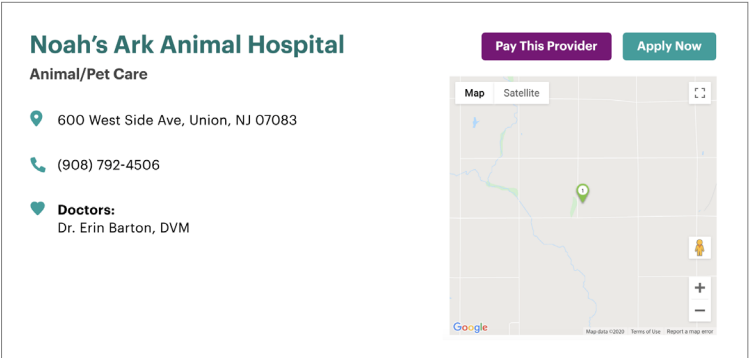 Noah's Ark Animal Hospital
Animal/Pet Care
Pay This Provider
Apply Now
600 West Side Ave, Union, NJ 07083
(908) 792-4506
Doctors:
Dr. Erin Barton, DVM
Map Satellite
1
Google
Map data ©2020 Terms of Use Report a map error